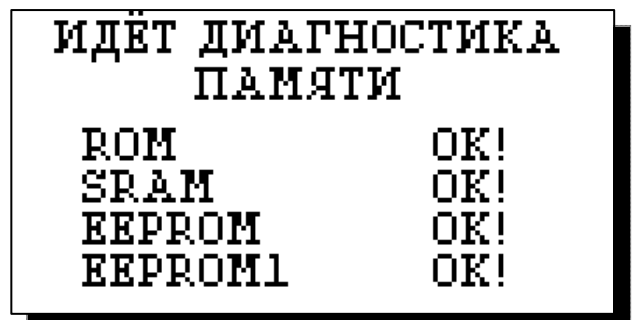 ИДЁТ ДИАГНОСТИКА
ПАМЯТИ
ROM OK!
SRAM OK!
EEPROM OK!
EEPROM1 OK!